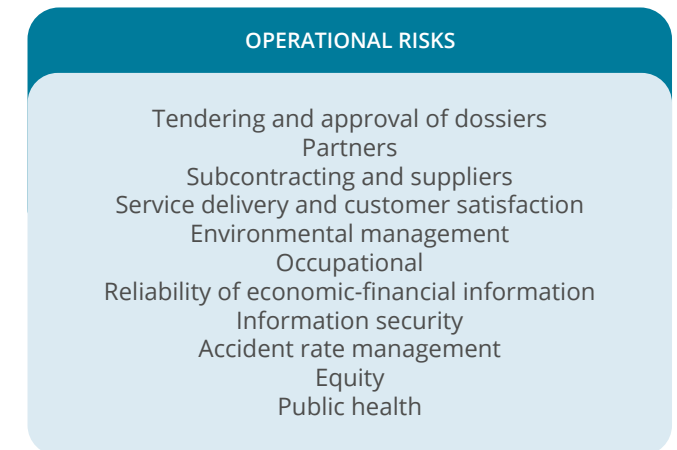 OPERATIONAL RISKS
Tendering and approval of dossiers
Partners
Subcontracting and suppliers
Service delivery and customer satisfaction
Environmental management
Occupational
Reliability of economic-financial information
Information security
Accident rate management
Equity
Public health